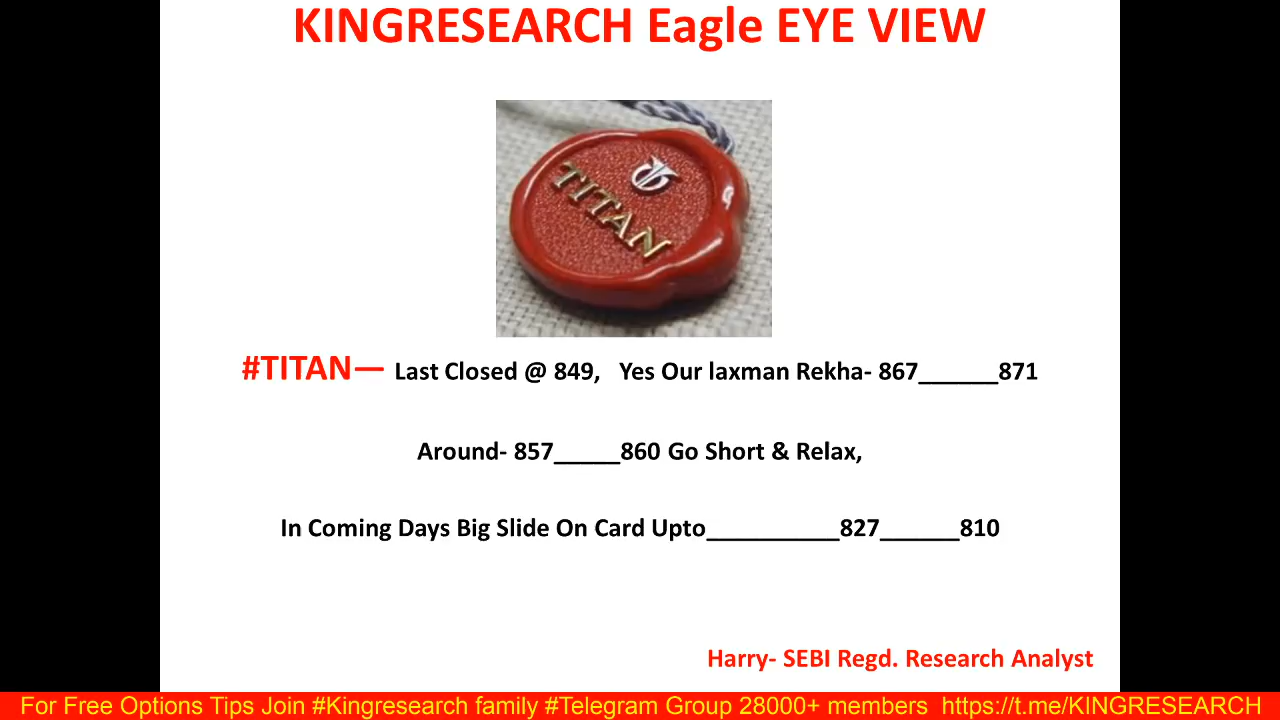 KINGRESEARCH Eagle EYE VIEW
TITAN
#TITAN— Last Closed @ 849, Yes Our laxman Rekha- 867______871
Around- 857_____860 Go Short & Relax,
In Coming Days Big Slide On Card Upto__________827______810
Harry- SEBI Regd. Research Analyst
For Free Options Tips Join #Kingresearch family #Telegram Group 28000+ members https://t.me/KINGRESEARCH